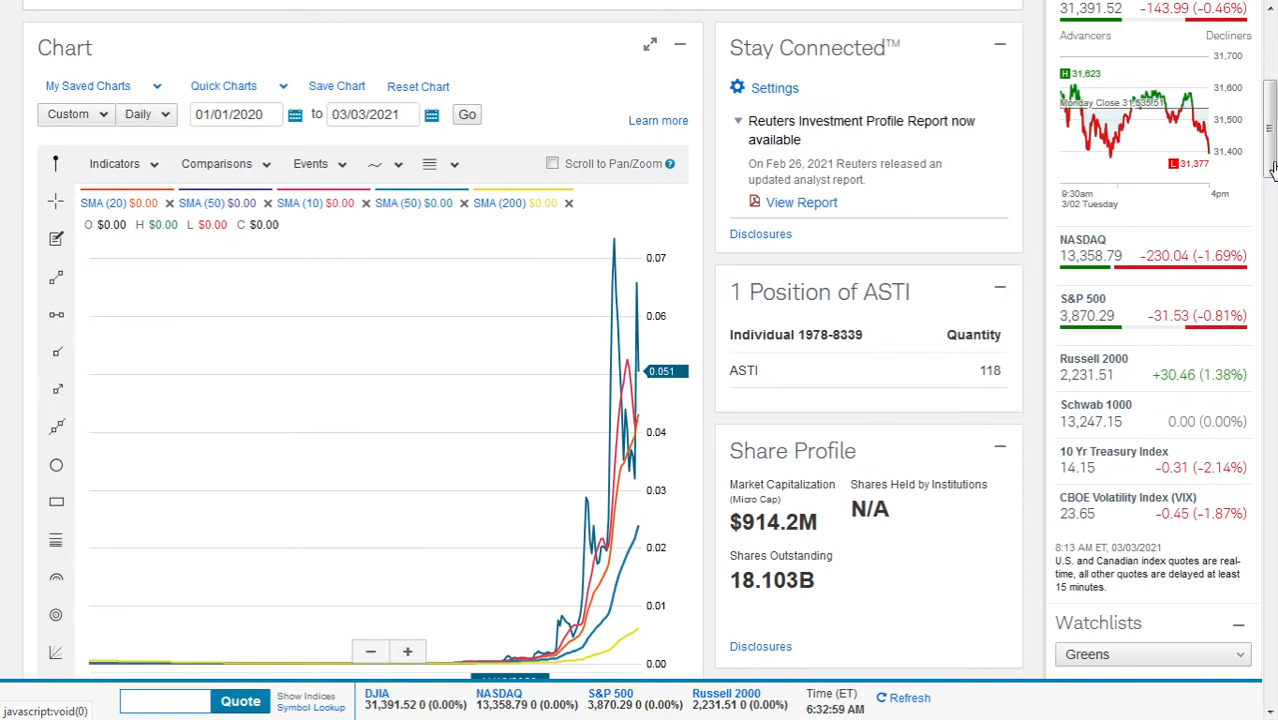 Chart
My Saved Charts
Quick Charts
Save Chart
Reset Chart
Custom
Daily
01/01/2020
to
03/03/2021
Go
Learn more
Indicators
Comparisons
Events
Scroll to Pan/Zoom
SMA (20) $0.00
SMA (50) $0.00
SMA (10) $0.00
SMA (50) $0.00
SMA (200) $0.00
O $0.00 H $0.00 L $0.00 C $0.00
0.07
0.06
0.051
0.04
0.03
0.02
0.01
0.00
Stay Connected™
Settings
Reuters Investment Profile Report now
available
On Feb 26, 2021 Reuters released an
updated analyst report.
View Report
Disclosures
1 Position of ASTI
Individual 1978-8339 Quantity
ASTI 118
Share Profile
Market Capitalization
(Micro Cap)
$914.2M
Shares Held by Institutions
N/A
Shares Outstanding
18.103B
Disclosures
31,391.52 -143.99 (-0.46%)
Advancers Decliners
31,700
H 31,623
31,600
Monday Close 31,535.51
31,500
31,400
L 31,377
9:30am 4pm
3/02 Tuesday
NASDAQ
13,358.79 -230.04 (-1.69%)
S&P 500
3,870.29 -31.53 (-0.81%)
Russell 2000
2,231.51 +30.46 (1.38%)
Schwab 1000
13,247.15 0.00 (0.00%)
10 Yr Treasury Index
14.15 -0.31 (-2.14%)
CBOE Volatility Index (VIX)
23.65 -0.45 (-1.87%)
8:13 AM ET, 03/03/2021
U.S. and Canadian index quotes are real-
time, all other quotes are delayed at least
15 minutes.
Watchlists
Greens
Quote
Show Indices
Symbol Lookup
DJIA
31,391.52 0 (0.00%)
NASDAQ
13,358.79 0 (0.00%)
S&P 500
3,870.29 0 (0.00%)
Russell 2000
2,231.51 0 (0.00%)
Time (ET)
6:32:59 AM
Refresh
javascript:void(0)